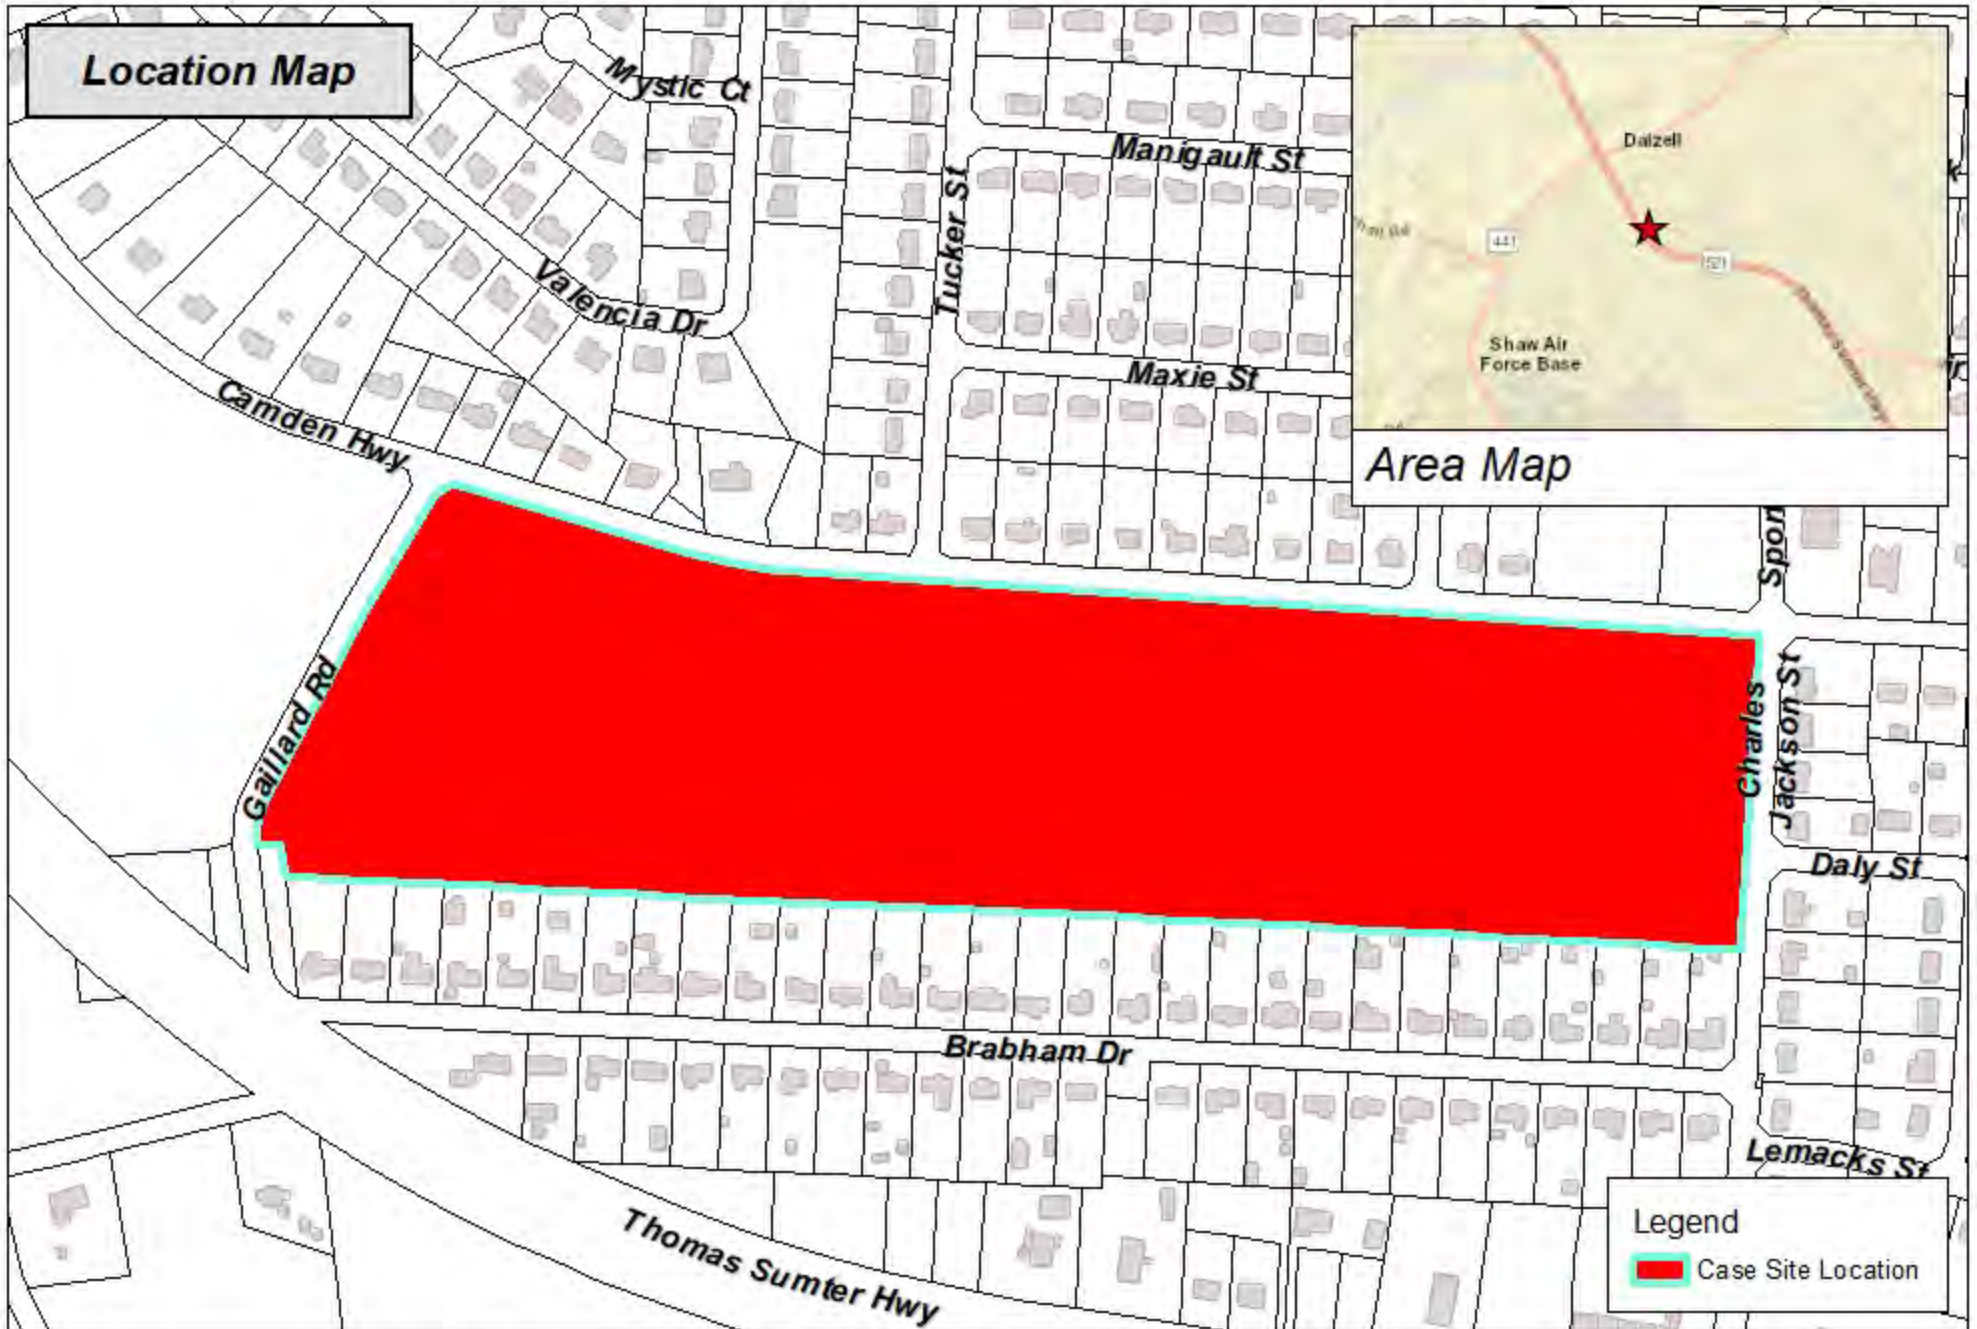 Location Map
Mystic Ct
Manigault St
Tucker St
Valencia Dr
Maxie St
Camden Hwy
Dalzell
441
521
Shaw Air
Force Base
Area Map
Spon
Gaillard Rd
Charles
Jackson St
Daly St
Brabham Dr
Lemacks St
Thomas Sumter Hwy
Legend
Case Site Location